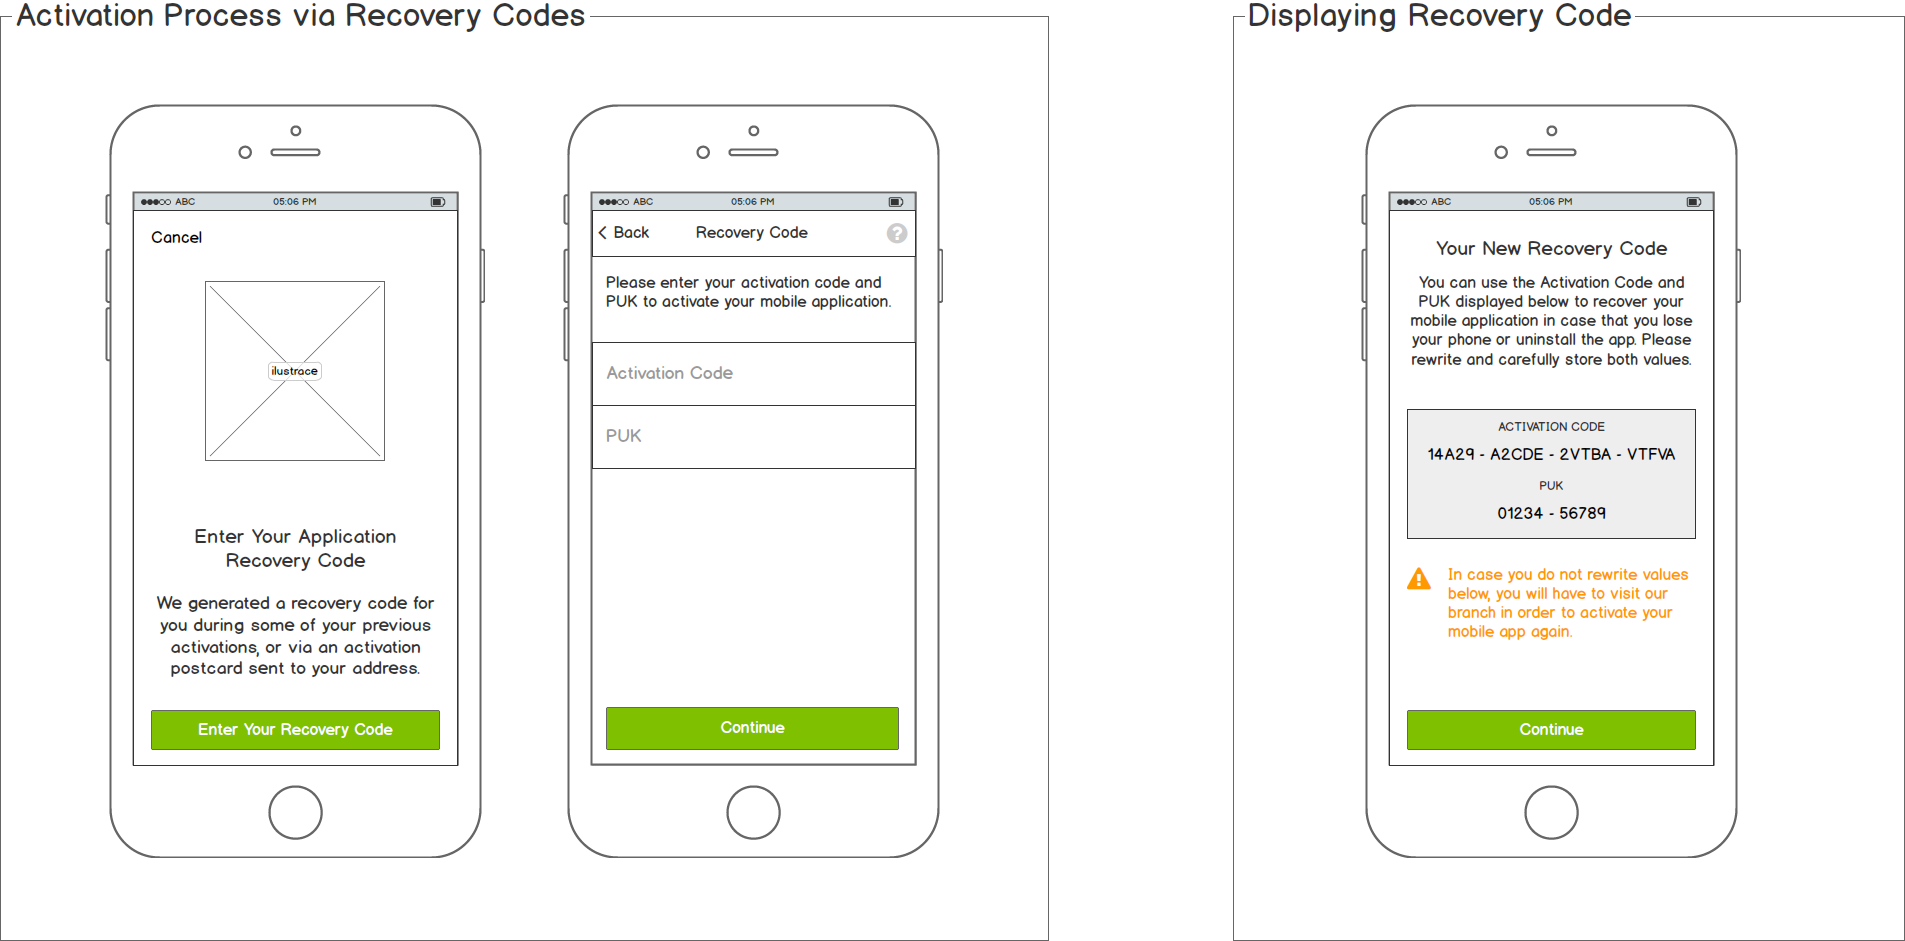 Activation Process via Recovery Codes
ABC
05:06 PM
Cancel
ilustrace
Enter Your Application
Recovery Code
We generated a recovery code for
you during some of your previous
activations, or via an activation
postcard sent to your address.
Enter Your Recovery Code
ABC
05:06 PM
Back
Recovery Code
?
Please enter your activation code and
PUK to activate your mobile application.
Activation Code
PUK
Continue
Displaying Recovery Code
ABC
05:06 PM
Your New Recovery Code
You can use the Activation Code and
PUK displayed below to recover your
mobile application in case that you lose
your phone or uninstall the app. Please
rewrite and carefully store both values.
ACTIVATION CODE
14A29 - A2CDE - 2VTBA - VTFVA
PUK
01234 - 56789
In case you do not rewrite values
below, you will have to visit our
branch in order to activate your
mobile app again.
Continue